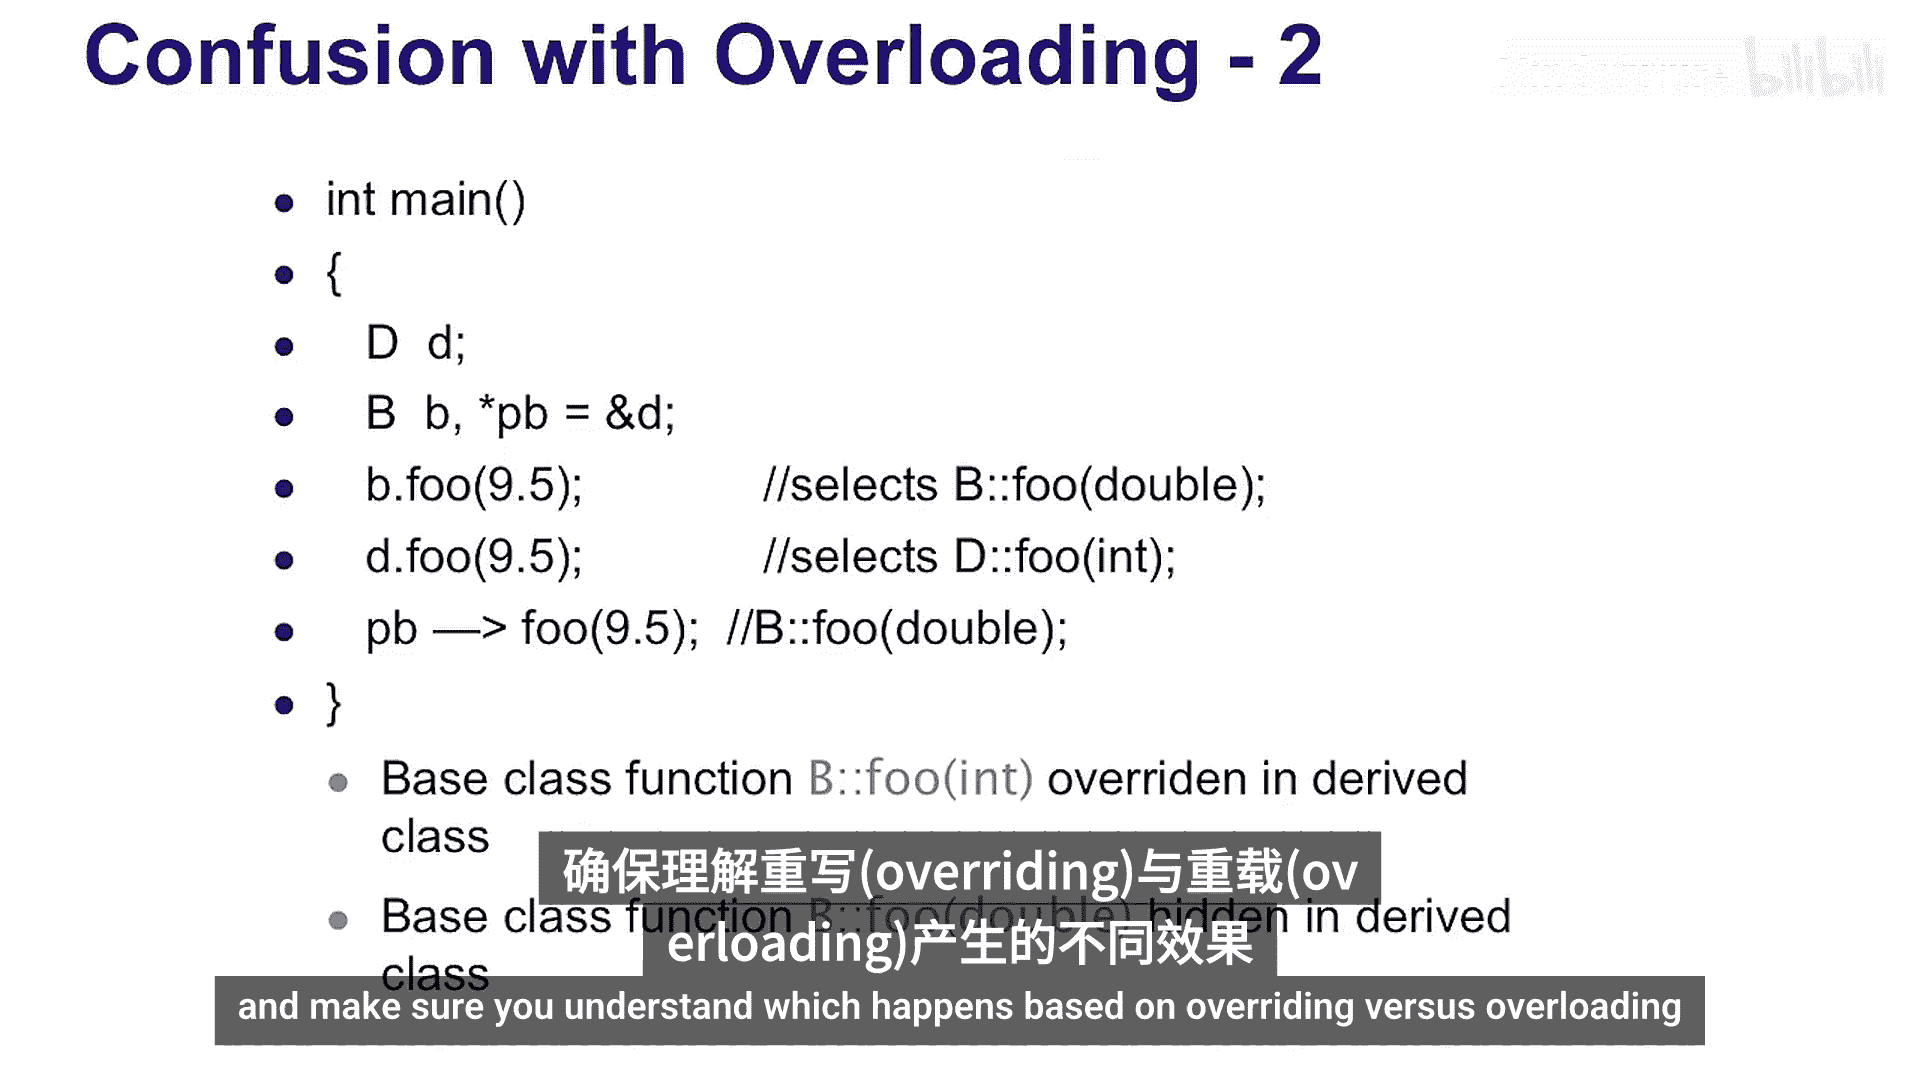 Confusion with Overloading - 2
bilibili
int main()
{
D d;
B b, *pb = &d;
b.foo(9.5); //selects B::foo(double);
d.foo(9.5); //selects D::foo(int);
pb —> foo(9.5); //B::foo(double);
}
Base class function B::foo(int) overriden in derived
class
Base class function B::foo(double) hidden in derived
class
确保理解重写(overriding)与重载(ov
erloading)产生的不同效果
and make sure you understand which happens based on overriding versus overloading